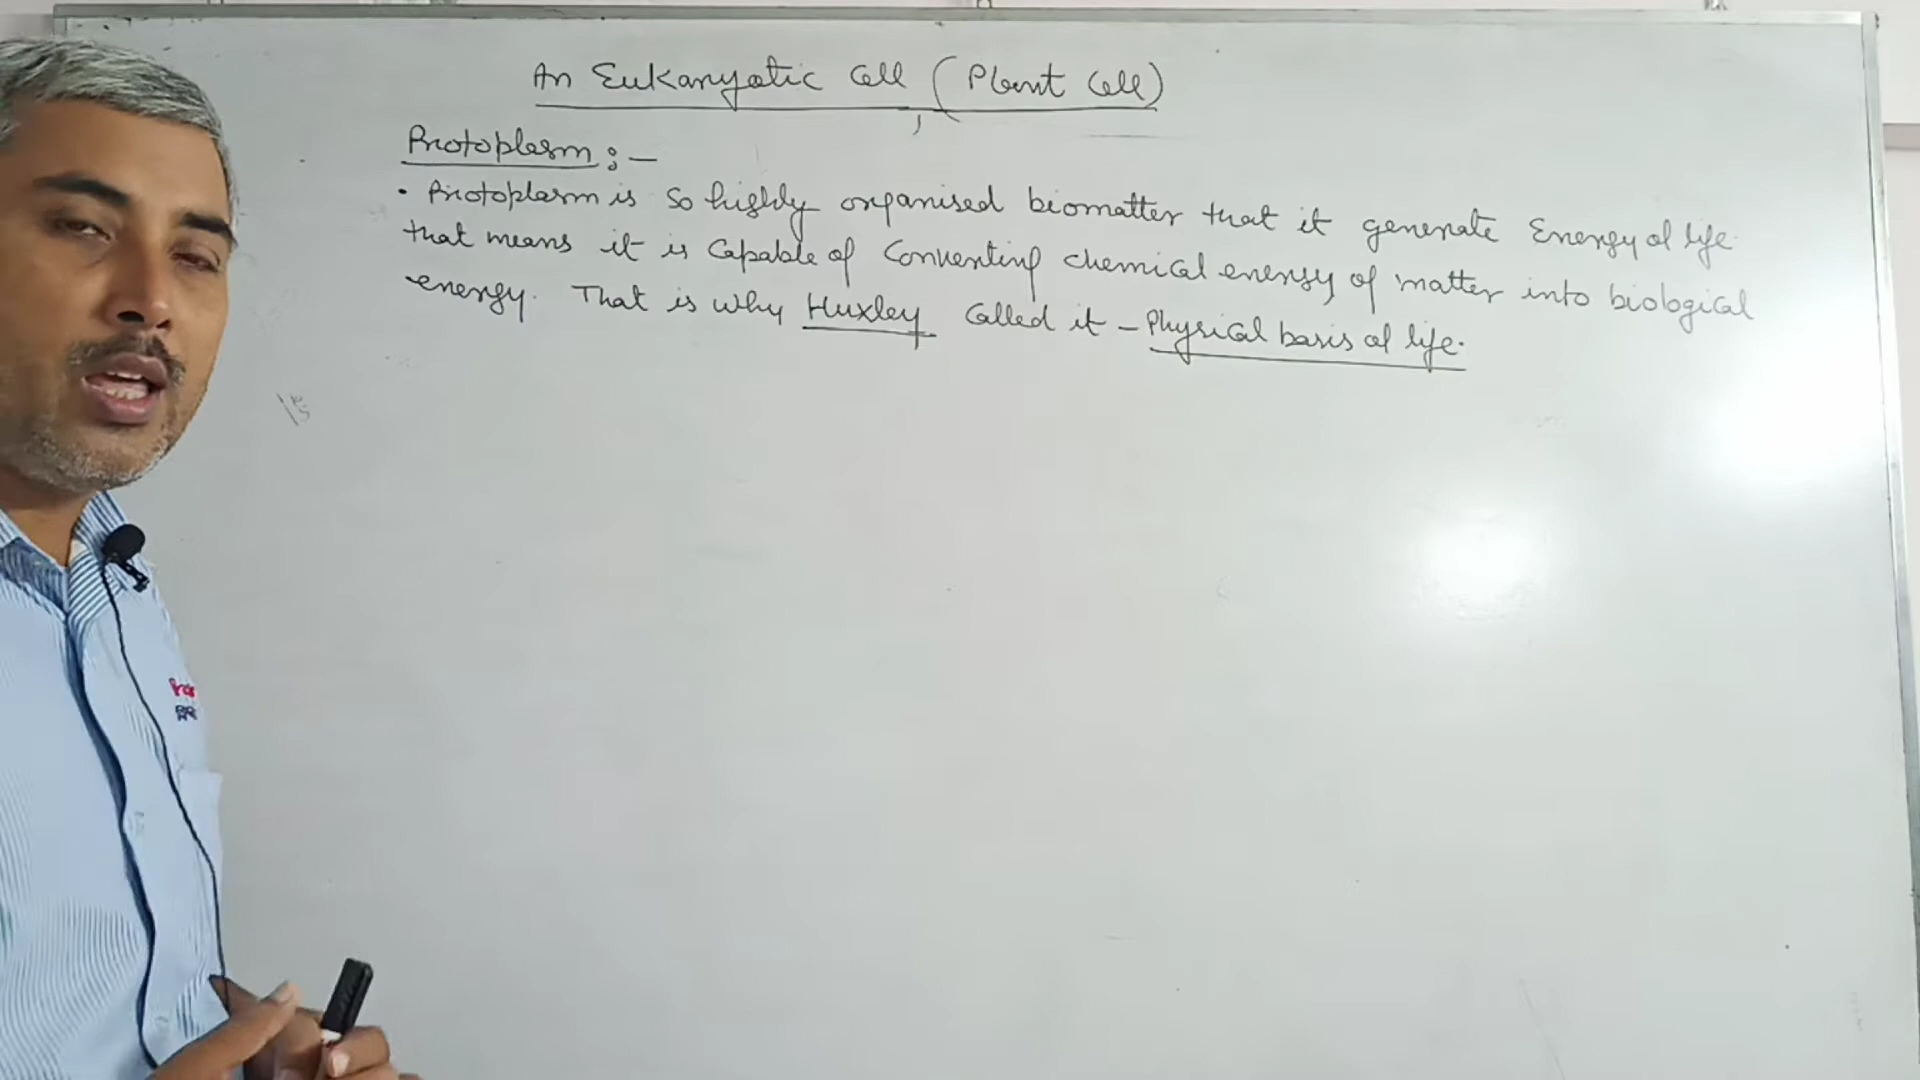 An Eukaryotic Cell (Plant Cell)
Protoplasm :-
• Protoplasm is so highly organised biomatter that it generate Energy of life
that means it is Capable of Converting chemical energy of matter into biological
energy. That is why Huxley Called it - Physical basis of life.